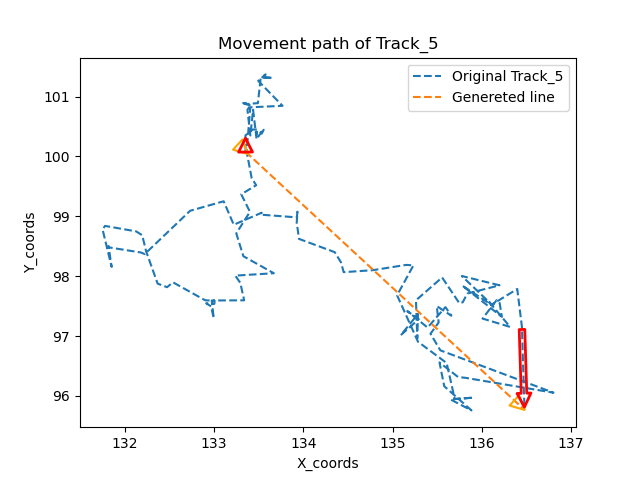 Movement path of Track_5
Original Track_5
Genereted line
Y_coords
101
100
99
98
97
96
132
133
134
135
136
137
X_coords